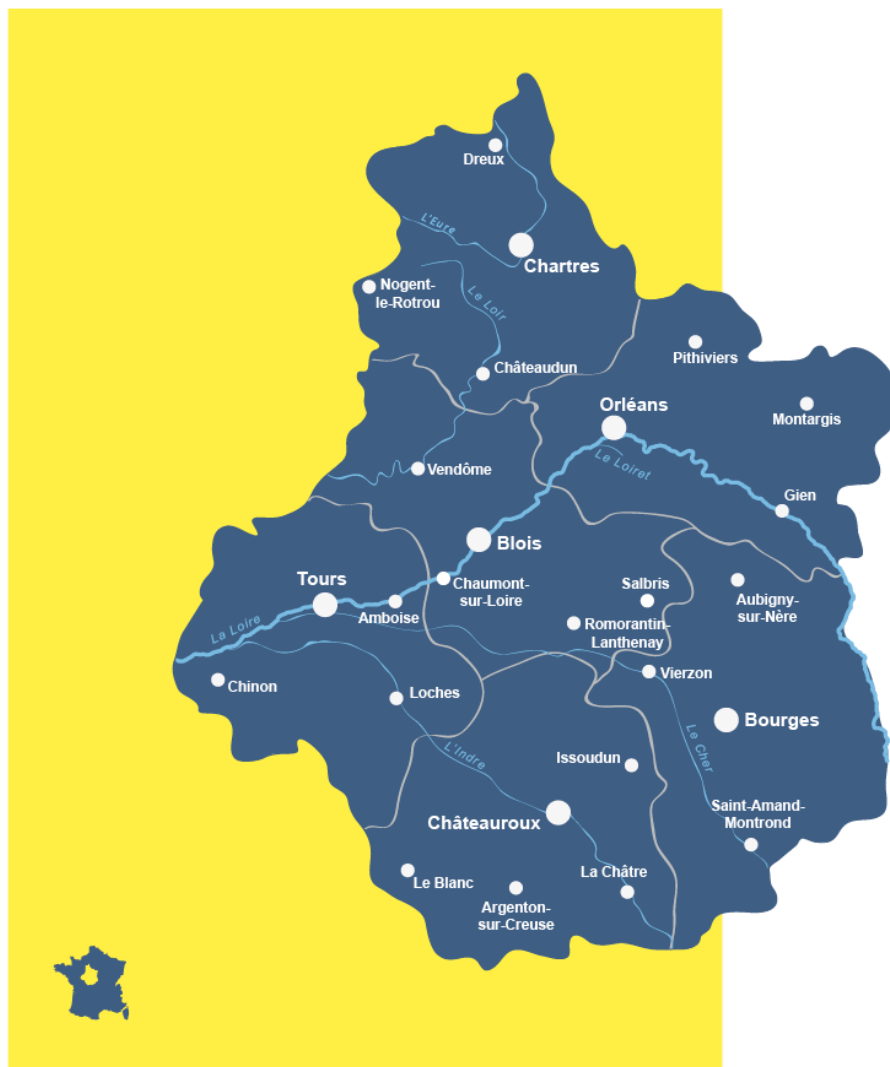 Dreux
L'Eure
Chartres
Nogent-
le-Rotrou
Le Loir
Pithiviers
Châteaudun
Orléans
Montargis
Le Loiret
Vendôme
Gien
Blois
Tours
Chaumont-
sur-Loire
Salbris
Aubigny-
sur-Nère
Amboise
La Loire
Romorantin-
Lanthenay
Vierzon
Chinon
Loches
Bourges
Le Cher
L'Indre
Issoudun
Saint-Amand-
Montrond
Châteauroux
La Châtre
Le Blanc
Argenton-
sur-Creuse